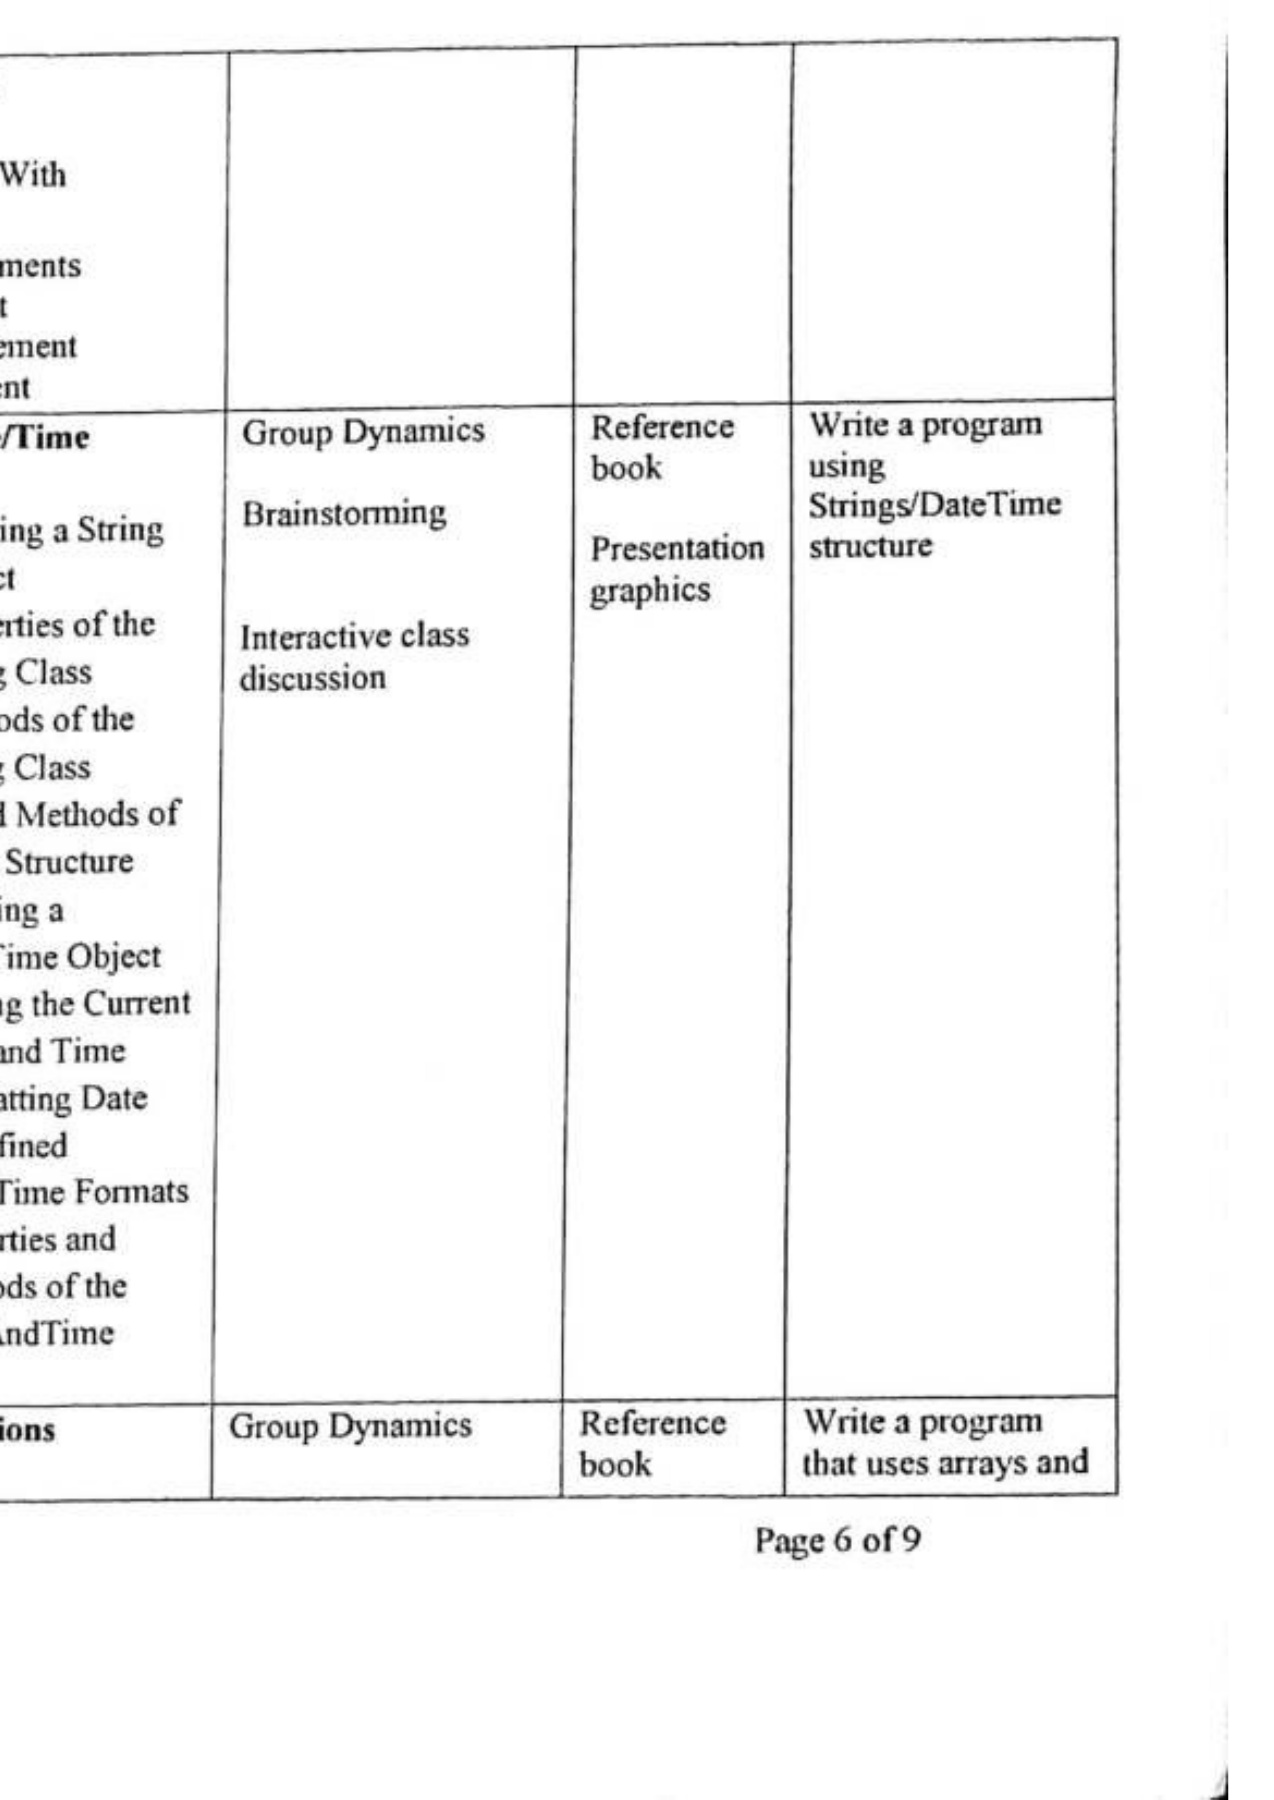 With
ments
t
ement
ent
/Time
ing a String
ct
erties of the
g Class
ods of the
g Class
d Methods of
Structure
ing a
Time Object
ng the Current
and Time
atting Date
fined
Time Formats
rties and
ods of the
AndTime
Group Dynamics
Brainstorming
Interactive class
discussion
Reference
book
Presentation
graphics
Write a program
using
Strings/DateTime
structure
ions
Group Dynamics
Reference
book
Write a program
that uses arrays and
Page 6 of 9